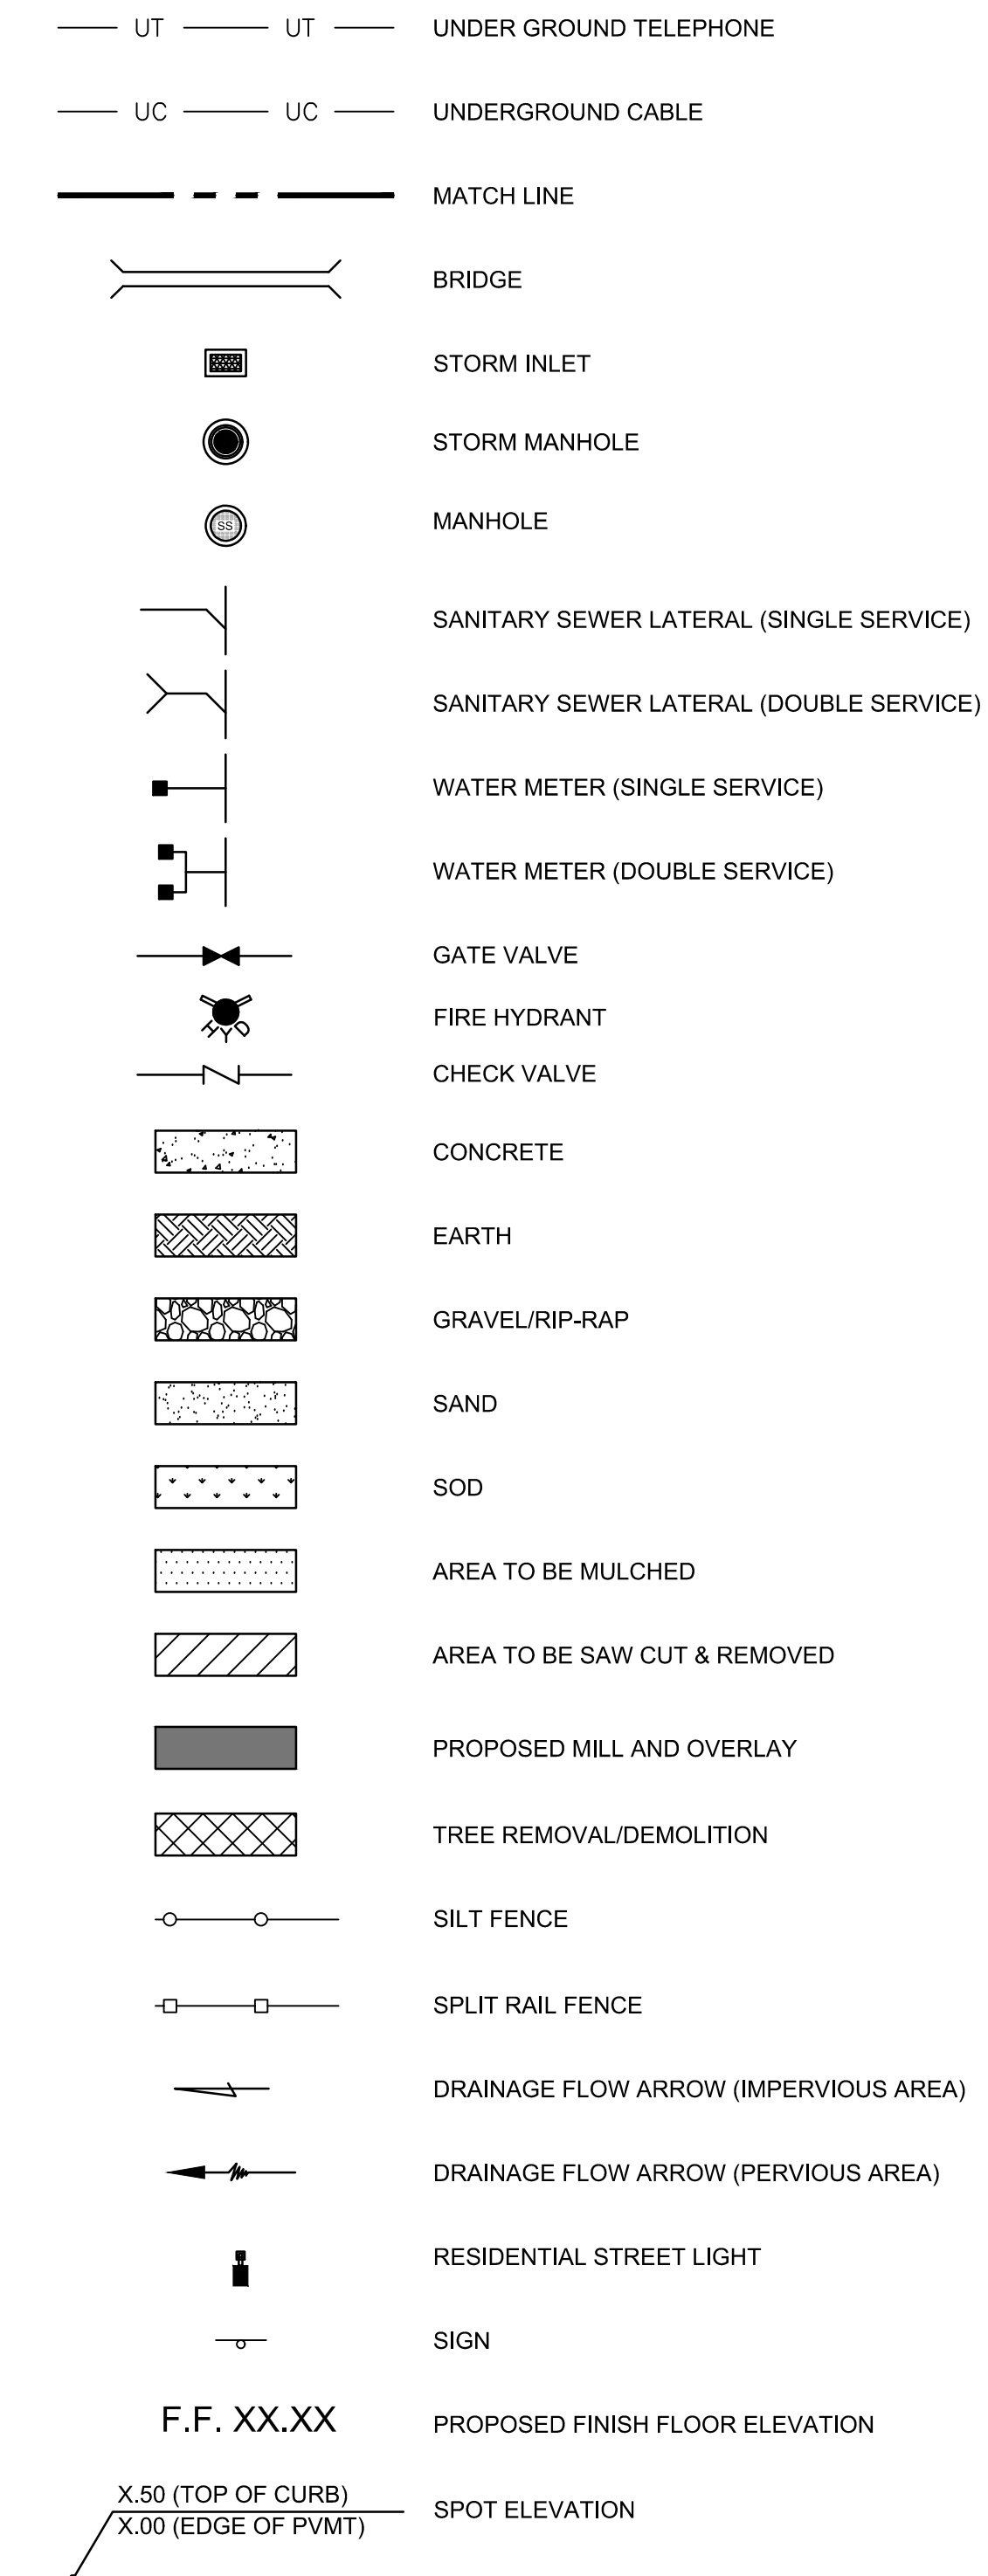 UT UT UNDER GROUND TELEPHONE
UC UC UNDERGROUND CABLE
MATCH LINE
BRIDGE
STORM INLET
STORM MANHOLE
SS MANHOLE
SANITARY SEWER LATERAL (SINGLE SERVICE)
SANITARY SEWER LATERAL (DOUBLE SERVICE)
WATER METER (SINGLE SERVICE)
WATER METER (DOUBLE SERVICE)
GATE VALVE
HYD FIRE HYDRANT
CHECK VALVE
CONCRETE
EARTH
GRAVEL/RIP-RAP
SAND
SOD
AREA TO BE MULCHED
AREA TO BE SAW CUT & REMOVED
PROPOSED MILL AND OVERLAY
TREE REMOVAL/DEMOLITION
SILT FENCE
SPLIT RAIL FENCE
DRAINAGE FLOW ARROW (IMPERVIOUS AREA)
DRAINAGE FLOW ARROW (PERVIOUS AREA)
RESIDENTIAL STREET LIGHT
SIGN
F.F. XX.XX PROPOSED FINISH FLOOR ELEVATION
X.50 (TOP OF CURB)
X.00 (EDGE OF PVMT)
SPOT ELEVATION